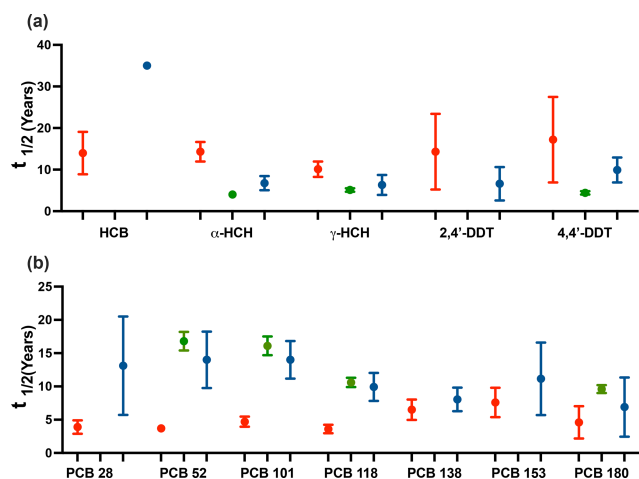 (a)
40
30
20
10
0
t 1/2 (Years)
HCB α-HCH γ-HCH 2,4'-DDT 4,4'-DDT
(b)
25
20
15
10
5
0
t 1/2(Years)
PCB 28 PCB 52 PCB 101 PCB 118 PCB 138 PCB 153 PCB 180